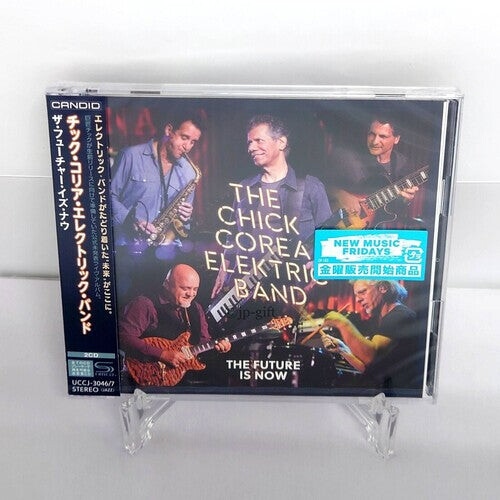 CANDID
エレクトリック・バンドがたどり着いた“未来”がここに。
チック・コリア・エレクトリック・バンド
ザ・フューチャー・イズ・ナウ
2CD
UCCJ-3046/7
STEREO (JAZZ)
THE
CHICK
COREA
ELEKTRIC
BAND
jp-gift
THE FUTURE
IS NOW
NEW MUSIC
FRIDAYS
金曜販売開始商品